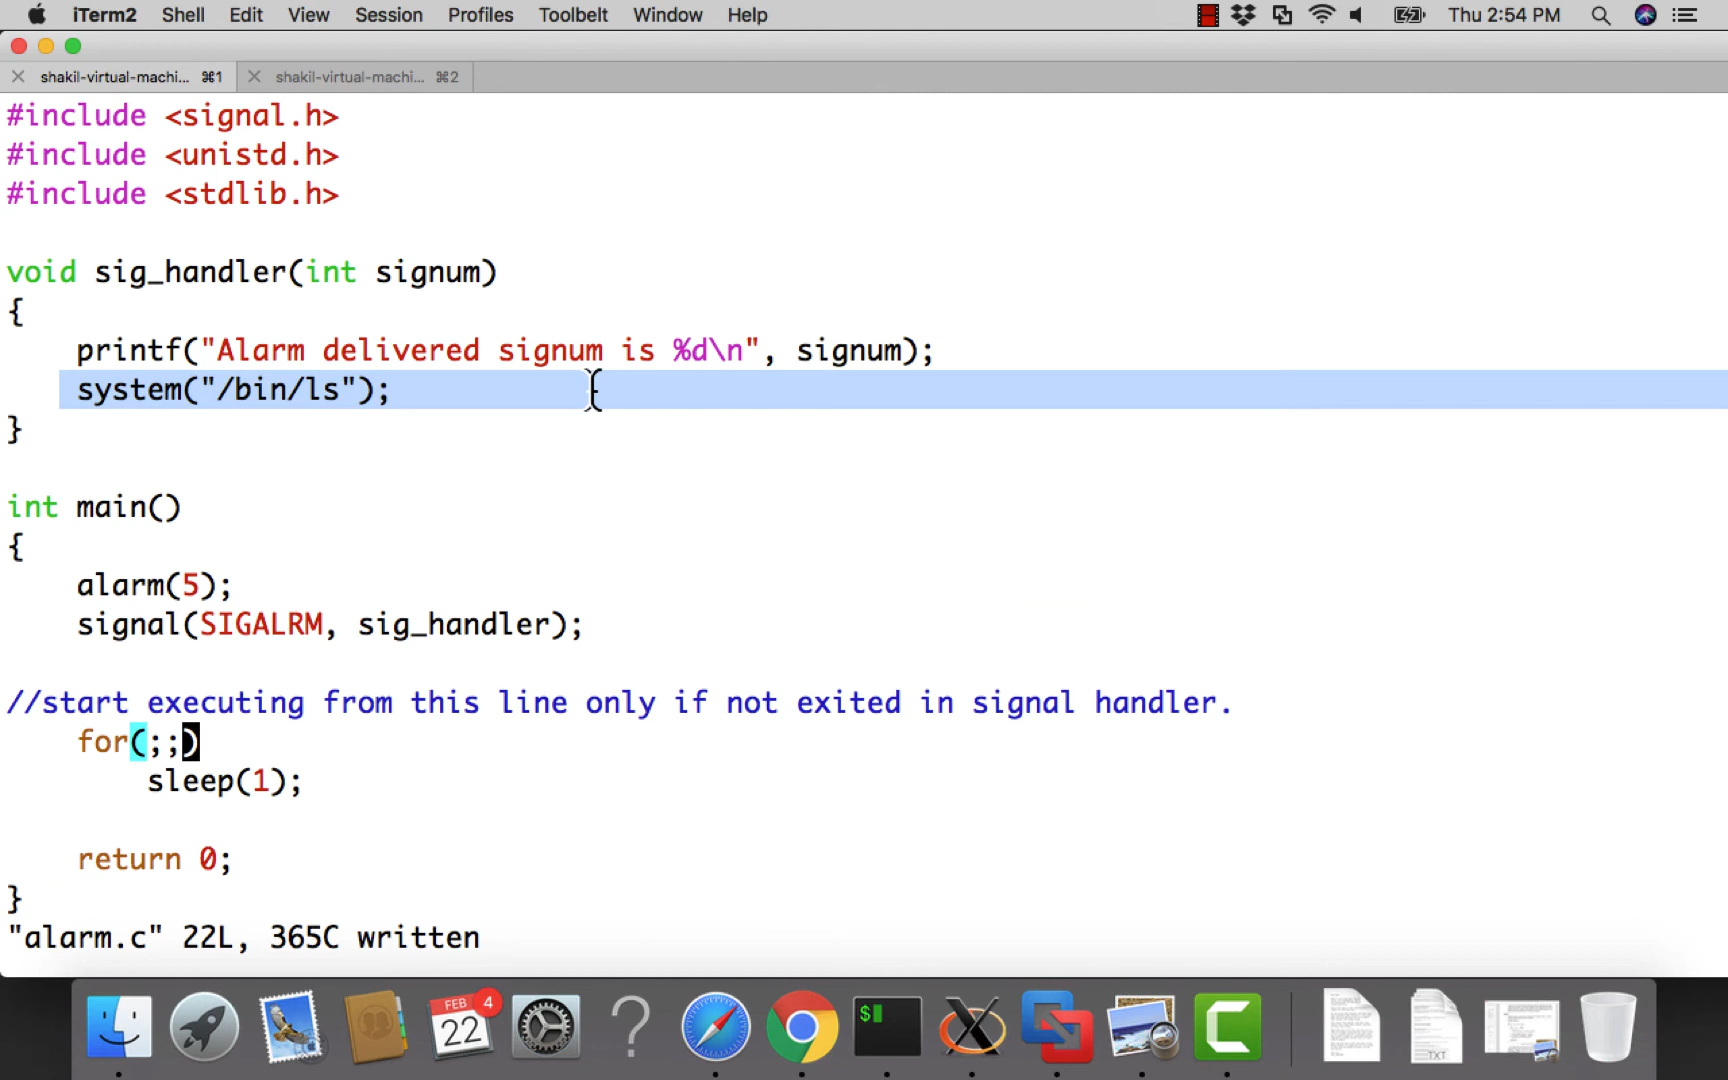 iTerm2 Shell Edit View Session Profiles Toolbelt Window Help Thu 2:54 PM
shakil-virtual-machi... ⌘1 shakil-virtual-machi... ⌘2
#include <signal.h>
#include <unistd.h>
#include <stdlib.h>
void sig_handler(int signum)
{
printf("Alarm delivered signum is %d\n", signum);
system("/bin/ls");
}
int main()
{
alarm(5);
signal(SIGALRM, sig_handler);
//start executing from this line only if not exited in signal handler.
for(;;)
sleep(1);
return 0;
}
"alarm.c" 22L, 365C written
FEB 4
22
$
TXT